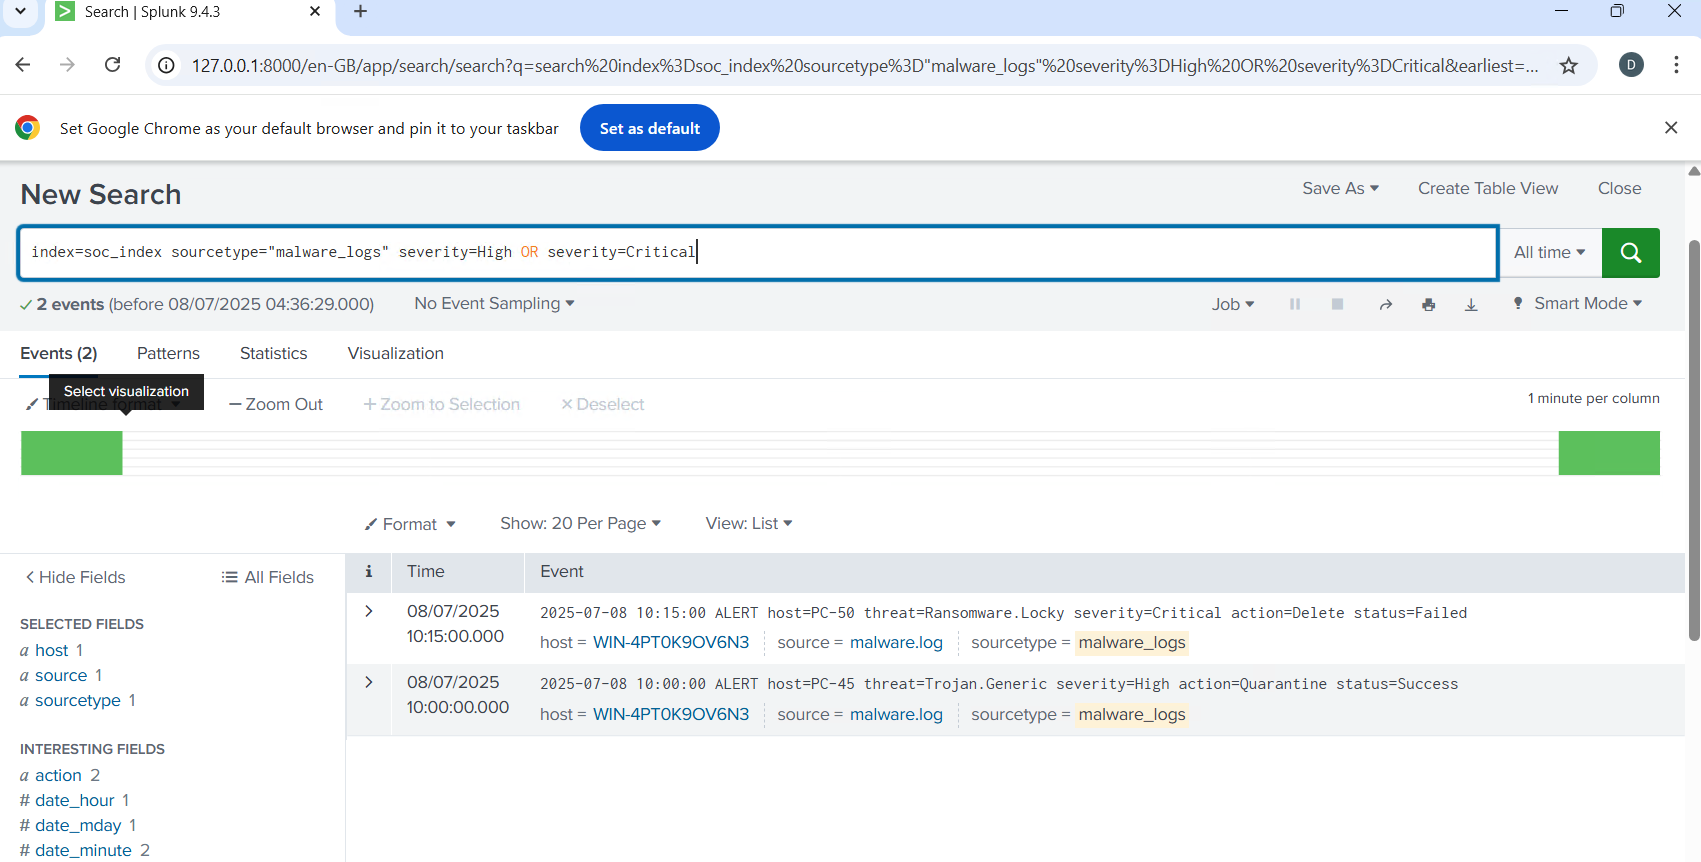 Search | Splunk 9.4.3
127.0.0.1:8000/en-GB/app/search/search?q=search%20index%3Dsoc_index%20sourcetype%3D"malware_logs"%20severity%3DHigh%20OR%20severity%3DCritical&earliest=...
D
Set Google Chrome as your default browser and pin it to your taskbar
Set as default
New Search
Save As
Create Table View
Close
index=soc_index sourcetype="malware_logs" severity=High OR severity=Critical
All time
2 events (before 08/07/2025 04:36:29.000)
No Event Sampling
Job
Smart Mode
Events (2)
Patterns
Statistics
Visualization
Select visualization
Timeline format
— Zoom Out
+ Zoom to Selection
× Deselect
1 minute per column
Format
Show: 20 Per Page
View: List
< Hide Fields
All Fields
i
Time
Event
SELECTED FIELDS
a host 1
a source 1
a sourcetype 1
INTERESTING FIELDS
a action 2
# date_hour 1
# date_mday 1
# date_minute 2
08/07/2025
10:15:00.000
2025-07-08 10:15:00 ALERT host=PC-50 threat=Ransomware.Locky severity=Critical action=Delete status=Failed
host = WIN-4PT0K9OV6N3
source = malware.log
sourcetype = malware_logs
08/07/2025
10:00:00.000
2025-07-08 10:00:00 ALERT host=PC-45 threat=Trojan.Generic severity=High action=Quarantine status=Success
host = WIN-4PT0K9OV6N3
source = malware.log
sourcetype = malware_logs